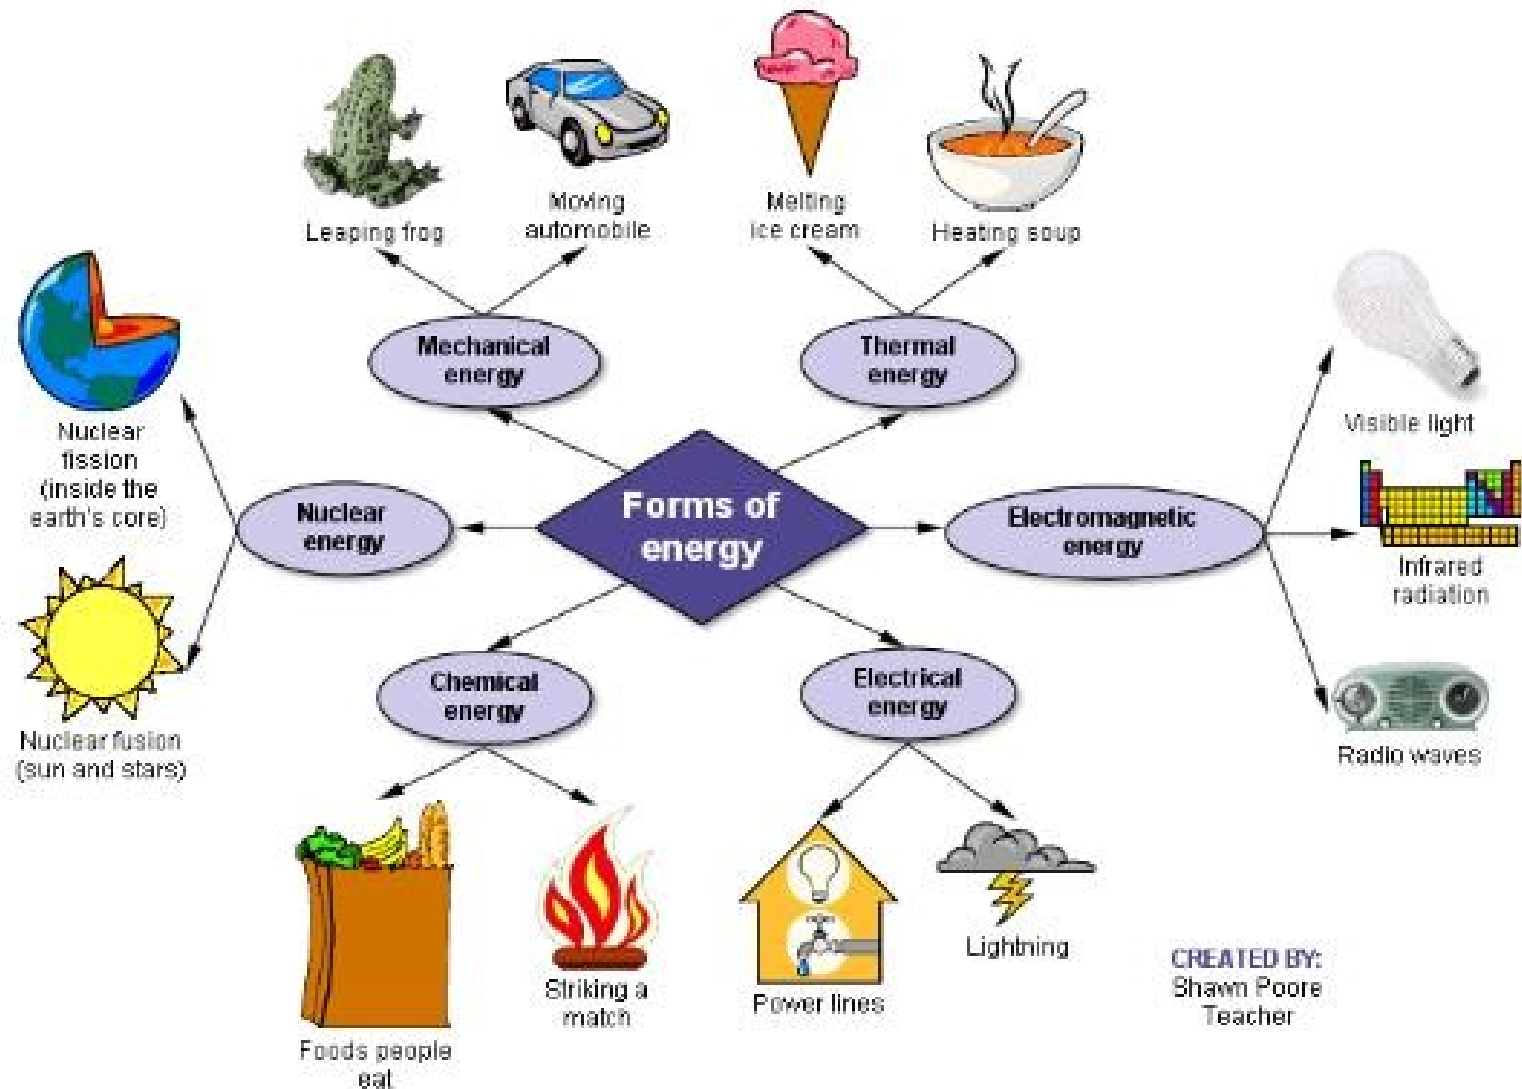 Leaping frog
Moving
automobile
Melting
ice cream
Heating soup
Mechanical
energy
Thermal
energy
Nuclear
fission
(inside the
earth's core)
Visible light
Nuclear
energy
Forms of
energy
Electromagnetic
energy
Infrared
radiation
Nuclear fusion
(sun and stars)
Chemical
energy
Electrical
energy
Radio waves
Foods people
eat
Striking a
match
Power lines
Lightning
CREATED BY:
Shawn Poore
Teacher